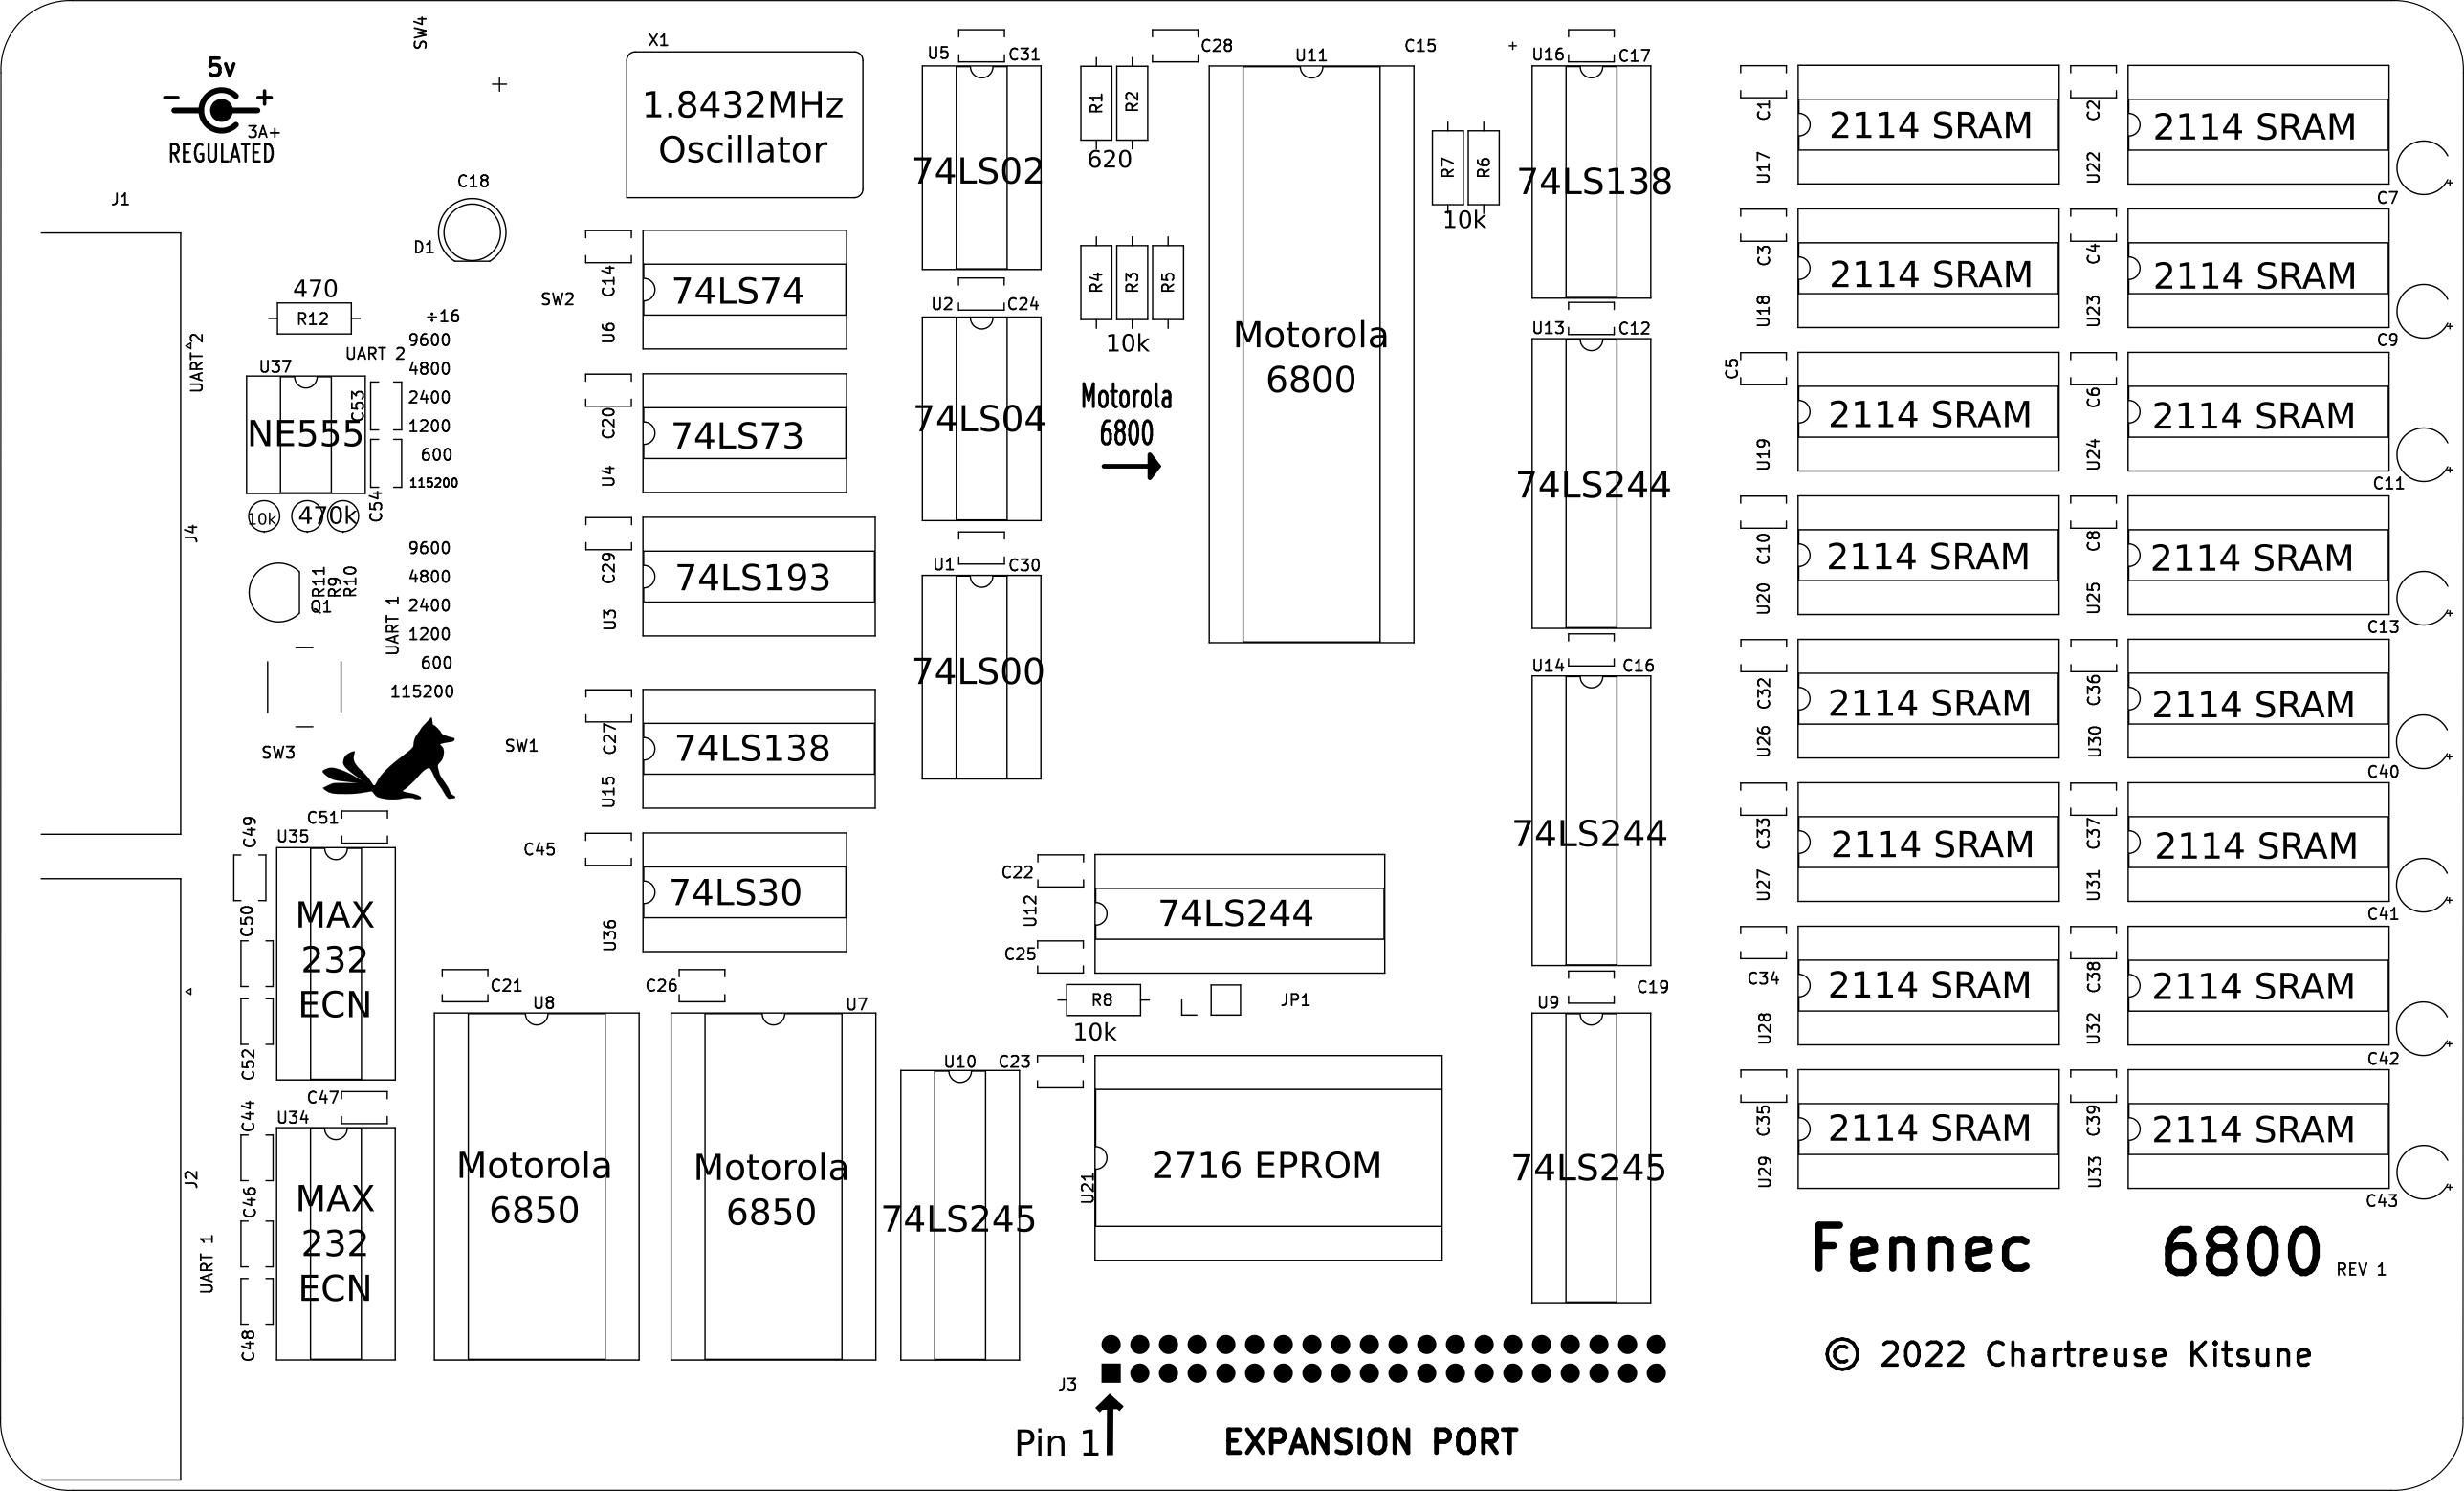 SW4
5v
− +
3A+
REGULATED
J1
X1
1.8432MHz
Oscillator
+
C18
D1
470
R12
UART 2
÷16
9600
4800
2400
1200
600
115200
UART 2
U37
NE555
C53
C54
10k
470k
J4
R11
R9
R10
Q1
UART 1
9600
4800
2400
1200
600
115200
SW3
SW2
SW1
C14
U6
74LS74
C20
U4
74LS73
C29
U3
74LS193
C27
U15
74LS138
C45
U36
74LS30
U5
C31
74LS02
U2
C24
74LS04
U1
C30
74LS00
C28
R1
R2
620
R4
R3
R5
10k
Motorola
6800
U11
C15
+
Motorola
6800
R7
R6
10k
U16
C17
74LS138
U13
C12
74LS244
U14
C16
74LS244
U9
C19
74LS245
C22
U12
C25
74LS244
R8
10k
JP1
C23
U21
2716 EPROM
C49
C51
U35
C50
MAX
232
ECN
C52
C47
C44
U34
C46
MAX
232
ECN
C48
J2
UART 1
C21
U8
Motorola
6850
C26
U7
Motorola
6850
U10
74LS245
C1
U17
2114 SRAM
C2
U22
2114 SRAM
+
C7
C3
U18
2114 SRAM
C4
U23
2114 SRAM
+
C9
C5
U19
2114 SRAM
C6
U24
2114 SRAM
+
C11
C10
U20
2114 SRAM
C8
U25
2114 SRAM
+
C13
C32
U26
2114 SRAM
C36
U30
2114 SRAM
+
C40
C33
U27
2114 SRAM
C37
U31
2114 SRAM
C41
+
C34
U28
2114 SRAM
C38
U32
2114 SRAM
+
C42
C35
U29
2114 SRAM
C39
U33
2114 SRAM
+
C43
Fennec 6800 REV 1
© 2022 Chartreuse Kitsune
J3
Pin 1
EXPANSION PORT